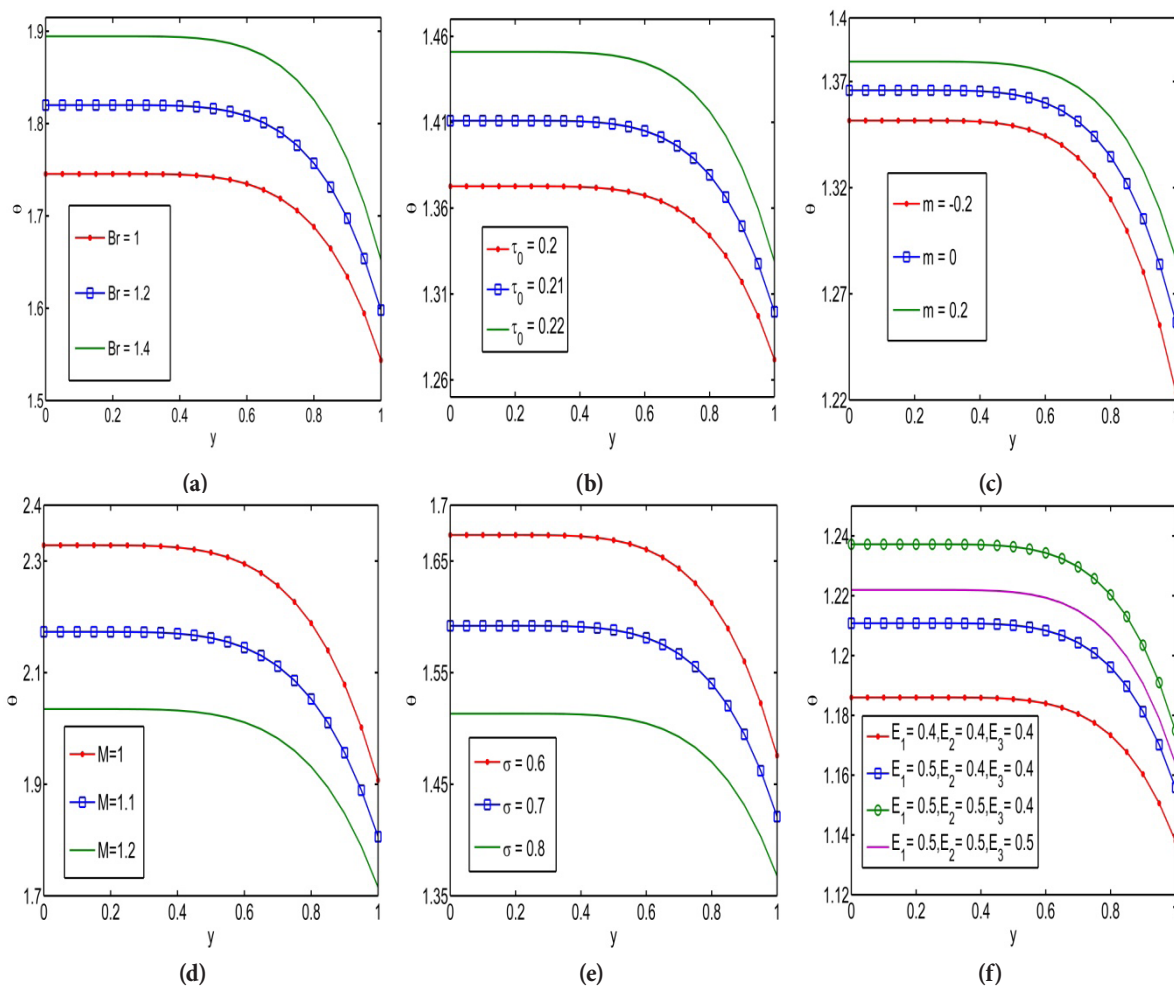 1.9
1.8
1.7
1.6
1.5
Θ
0 0.2 0.4 0.6 0.8 1
y
Br = 1
Br = 1.2
Br = 1.4
(a)
1.46
1.41
1.36
1.31
1.26
Θ
0 0.2 0.4 0.6 0.8 1
y
τ0 = 0.2
τ0 = 0.21
τ0 = 0.22
(b)
1.4
1.37
1.32
1.27
1.22
Θ
0 0.2 0.4 0.6 0.8 1
y
m = -0.2
m = 0
m = 0.2
(c)
2.4
2.3
2.1
1.9
1.7
Θ
0 0.2 0.4 0.6 0.8 1
y
M=1
M=1.1
M=1.2
(d)
1.7
1.65
1.55
1.45
1.35
Θ
0 0.2 0.4 0.6 0.8 1
y
σ = 0.6
σ = 0.7
σ = 0.8
(e)
1.24
1.22
1.2
1.18
1.16
1.14
1.12
Θ
0 0.2 0.4 0.6 0.8 1
y
E1 = 0.4,E2 = 0.4,E3 = 0.4
E1 = 0.5,E2 = 0.4,E3 = 0.4
E1 = 0.5,E2 = 0.5,E3 = 0.4
E1 = 0.5,E2 = 0.5,E3 = 0.5
(f)